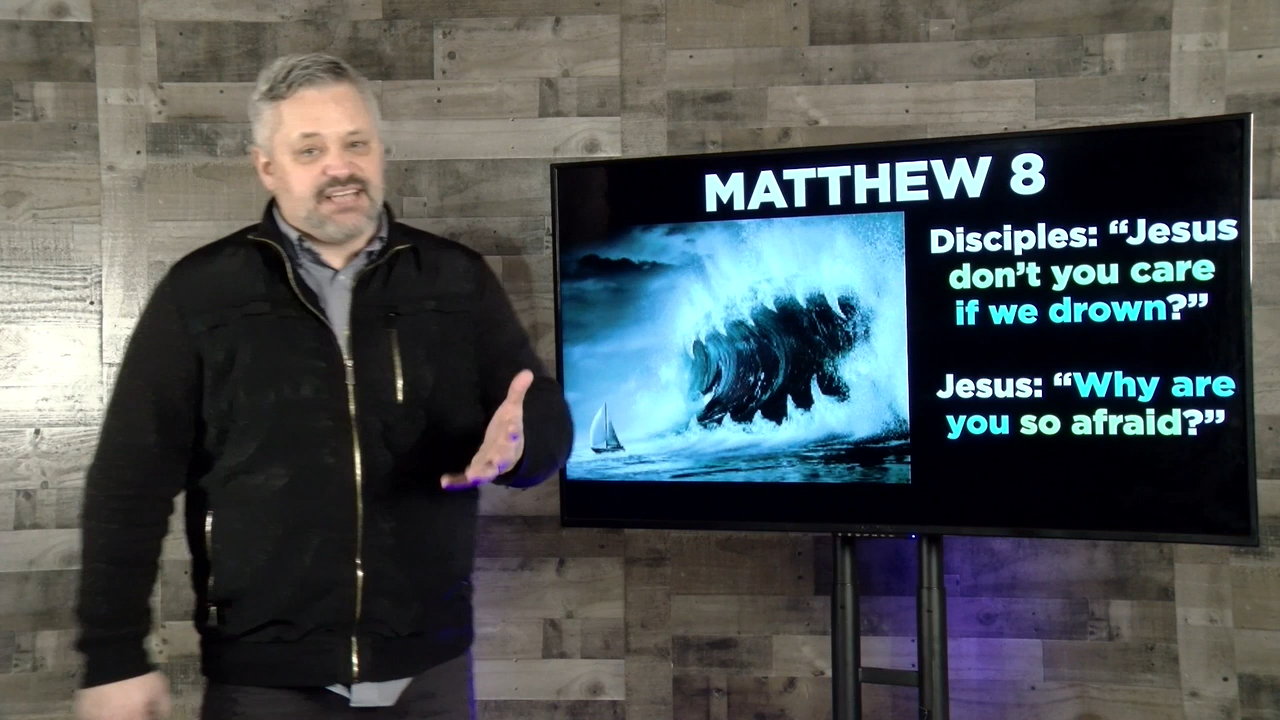 MATTHEW 8
Disciples: “Jesus
don’t you care
if we drown?”
Jesus: “Why are
you so afraid?”